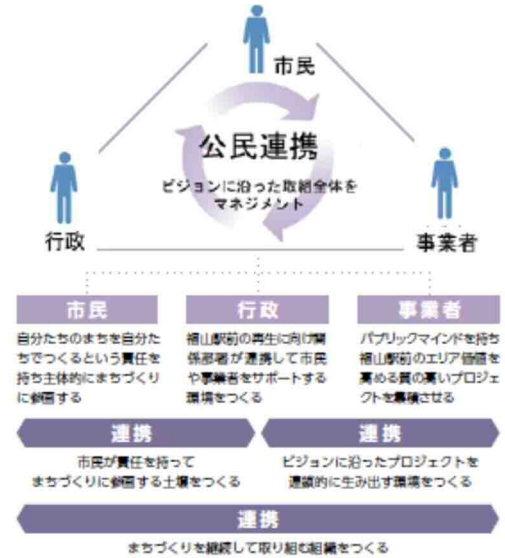 市民
公民連携
ビジョンに沿った取組全体を
マネジメント
行政
事業者
市民
自分たちのまちを自分た
ちでつくるという責任を
持ち主体的にまちづくり
に参画する
行政
福山駅前の再生に向け関
係部署が連携して市民
や事業者をサポートする
環境をつくる
事業者
パブリックマインドを持ち
福山駅前のエリア価値を
高める質の高いプロジェ
クトを集積させる
連携
市民が責任を持って
まちづくりに参画する土壌をつくる
連携
ビジョンに沿ったプロジェクトを
連鎖的に生み出す環境をつくる
連携
まちづくりを継続して取り組む組織をつくる